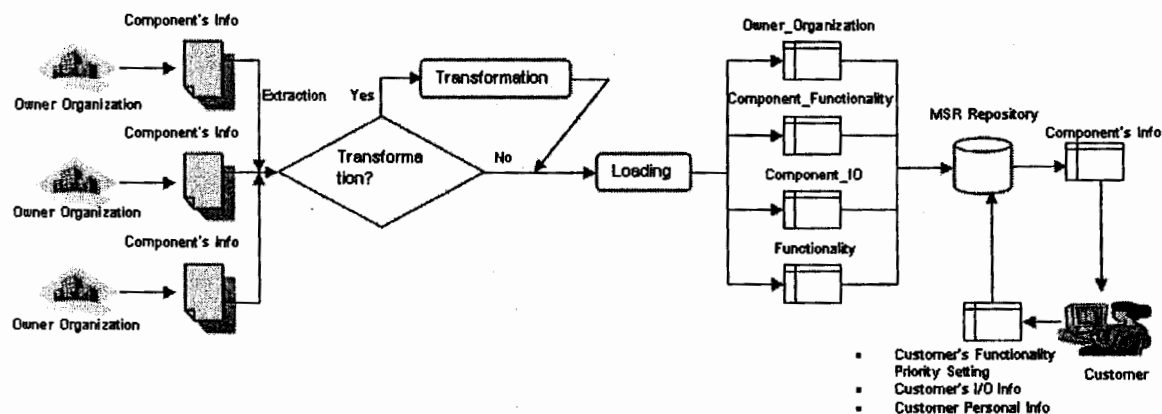 Component's Info
Owner Organization
Component's Info
Owner Organization
Component's Info
Owner Organization
Extraction
Transforma
tion?
Yes
Transformation
No
Loading
Owner_Organization
Component_Functionality
Component_IO
Functionality
MSR Repository
Component's Info
Customer
▪ Customer's Functionality
Priority Setting
▪ Customer's I/O Info
▪ Customer Personal Info